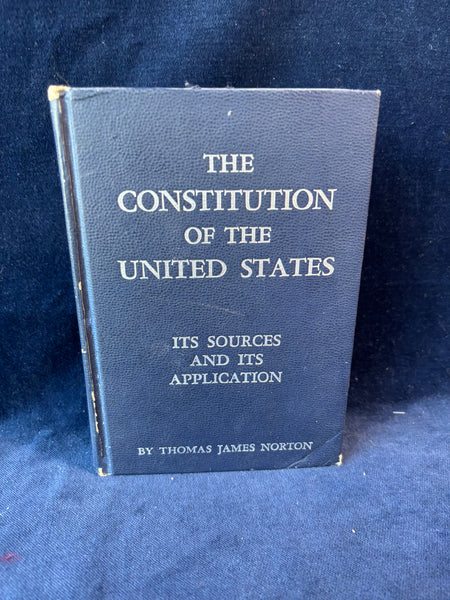 THE
CONSTITUTION
OF THE
UNITED STATES
ITS SOURCES
AND ITS
APPLICATION
BY THOMAS JAMES NORTON